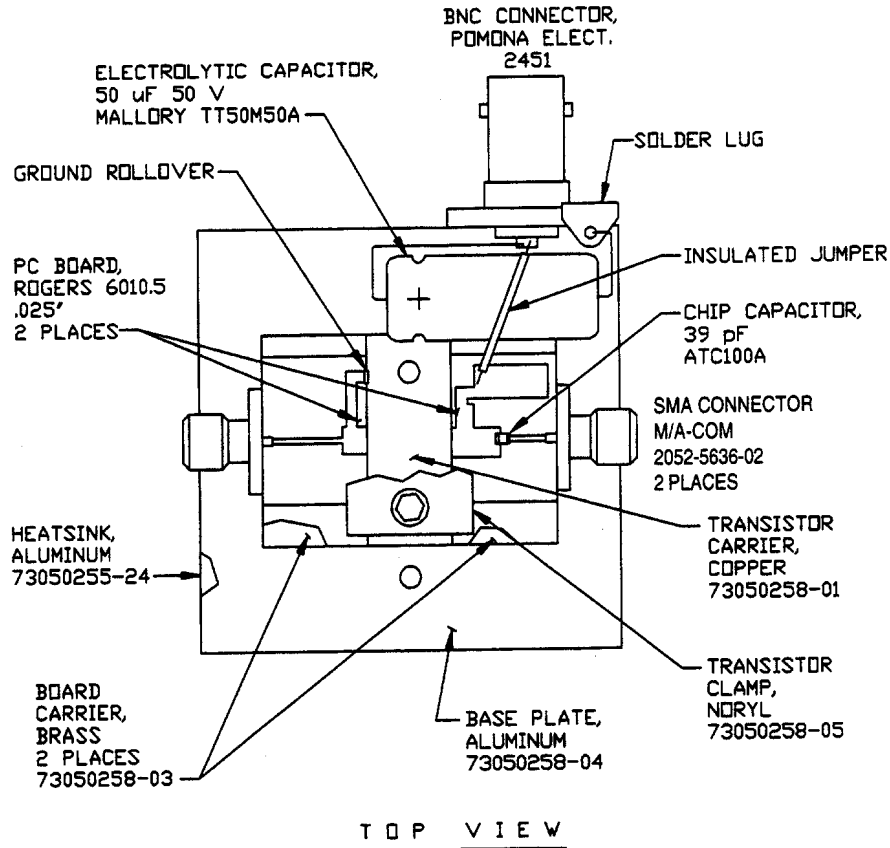 BNC CONNECTOR,
POMONA ELECT.
2451
ELECTROLYTIC CAPACITOR,
50 uF 50 V
MALLORY TT50M50A
SOLDER LUG
GROUND ROLLOVER
INSULATED JUMPER
PC BOARD,
ROGERS 6010.5
.025"
2 PLACES
CHIP CAPACITOR,
39 pF
ATC100A
SMA CONNECTOR
M/A-COM
2052-5636-02
2 PLACES
HEATSINK,
ALUMINUM
73050255-24
TRANSISTOR
CARRIER,
COPPER
73050258-01
BOARD
CARRIER,
BRASS
2 PLACES
73050258-03
BASE PLATE,
ALUMINUM
73050258-04
TRANSISTOR
CLAMP,
NORYL
73050258-05
TOP VIEW